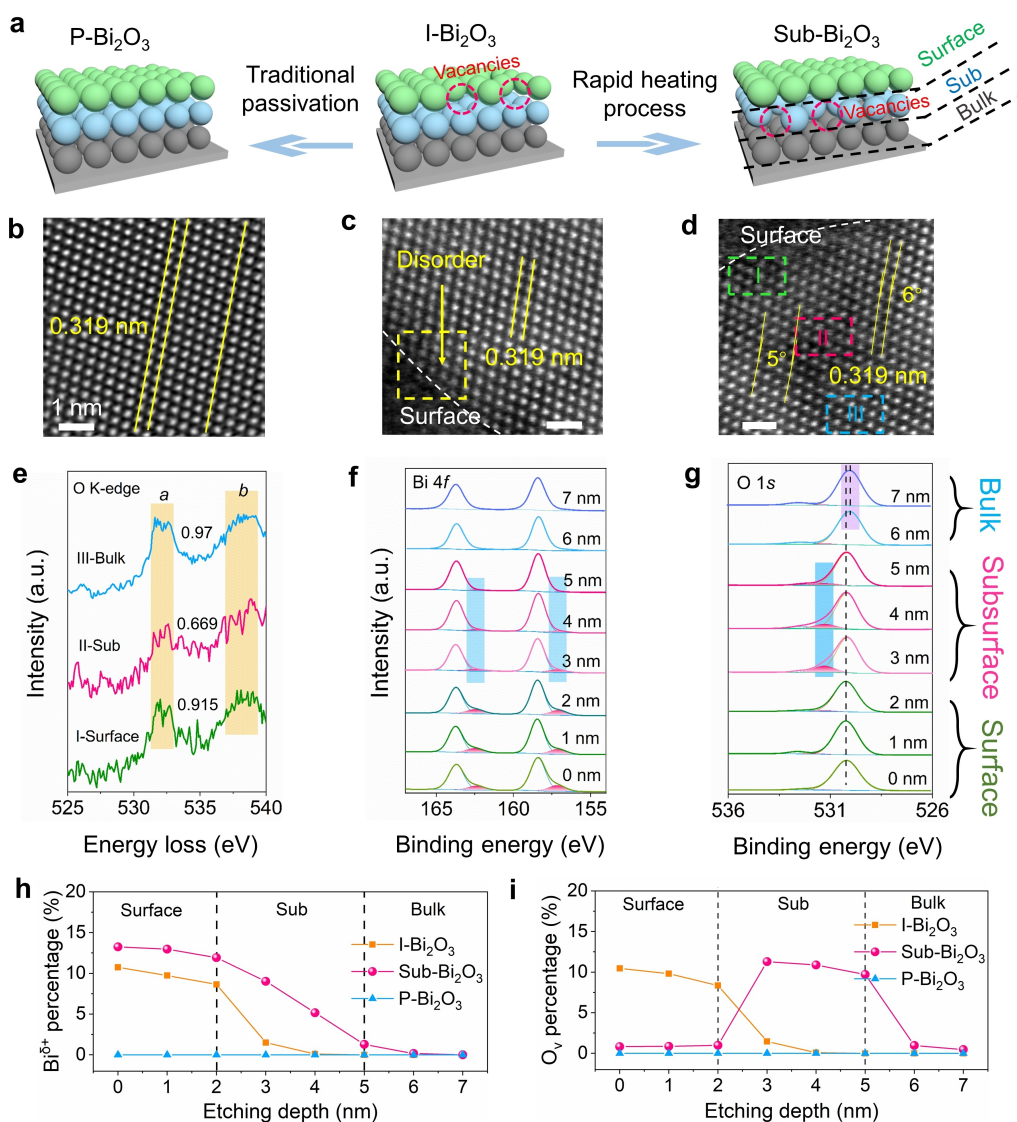 a
P-Bi₂O₃
I-Bi₂O₃
Sub-Bi₂O₃
Vacancies
Traditional
passivation
Rapid heating
process
Surface
Sub
Bulk
Vacancies
b
0.319 nm
1 nm
c
Disorder
0.319 nm
Surface
d
Surface
I
II
III
5°
6°
0.319 nm
e
O K-edge
a
b
0.97
III-Bulk
0.669
II-Sub
0.915
I-Surface
Intensity (a.u.)
525 530 535 540
Energy loss (eV)
f
Bi 4f
7 nm
6 nm
5 nm
4 nm
3 nm
2 nm
1 nm
0 nm
Intensity (a.u.)
165 160 155
Binding energy (eV)
g
O 1s
7 nm
6 nm
5 nm
4 nm
3 nm
2 nm
1 nm
0 nm
Bulk
Subsurface
Surface
536 531 526
Binding energy (eV)
h
Surface
Sub
Bulk
I-Bi₂O₃
Sub-Bi₂O₃
P-Bi₂O₃
Biᵟ⁺ percentage (%)
20
15
10
5
0
0 1 2 3 4 5 6 7
Etching depth (nm)
i
Surface
Sub
Bulk
I-Bi₂O₃
Sub-Bi₂O₃
P-Bi₂O₃
Oᵥ percentage (%)
20
15
10
5
0
0 1 2 3 4 5 6 7
Etching depth (nm)